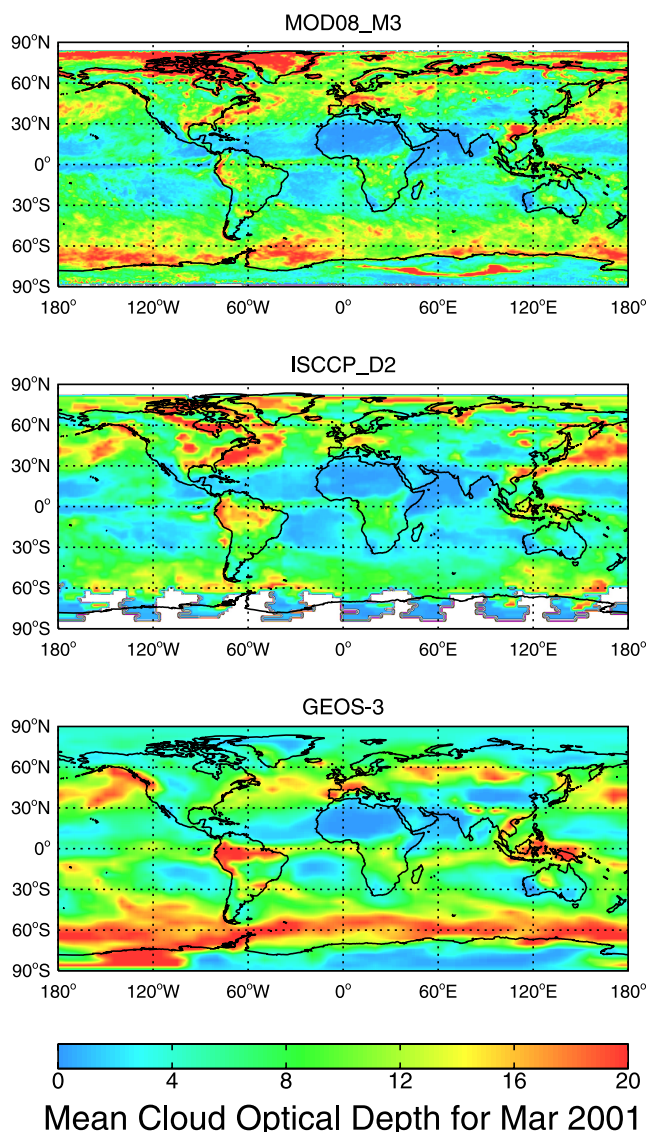 MOD08_M3
90°N
60°N
30°N
0°
30°S
60°S
90°S
180° 120°W 60°W 0° 60°E 120°E 180°
ISCCP_D2
90°N
60°N
30°N
0°
30°S
60°S
90°S
180° 120°W 60°W 0° 60°E 120°E 180°
GEOS-3
90°N
60°N
30°N
0°
30°S
60°S
90°S
180° 120°W 60°W 0° 60°E 120°E 180°
0 4 8 12 16 20
Mean Cloud Optical Depth for Mar 2001